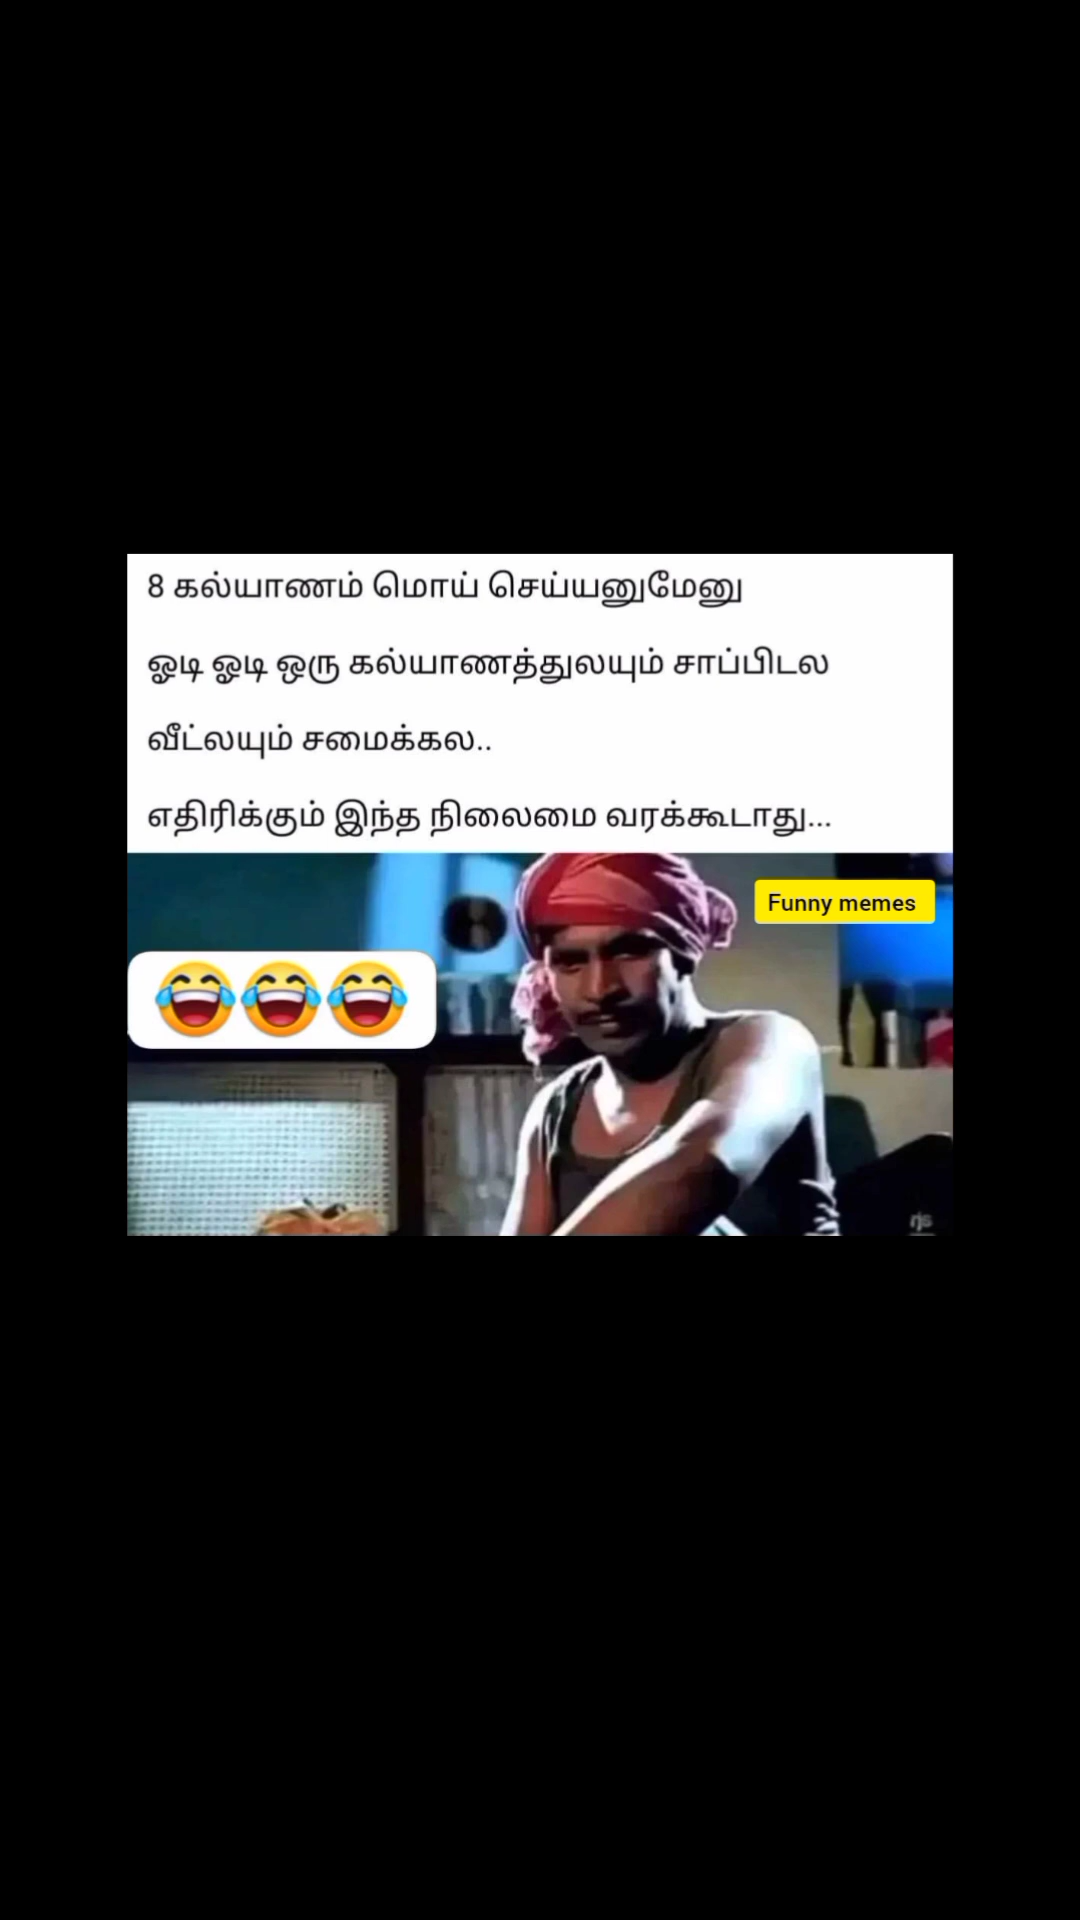 8 கல்யாணம் மொய் செய்யனுமேனு
ஓடி ஓடி ஒரு கல்யாணத்துலயும் சாப்பிடல
வீட்லயும் சமைக்கல..
எதிரிக்கும் இந்த நிலைமை வரக்கூடாது...
Funny memes
rjs